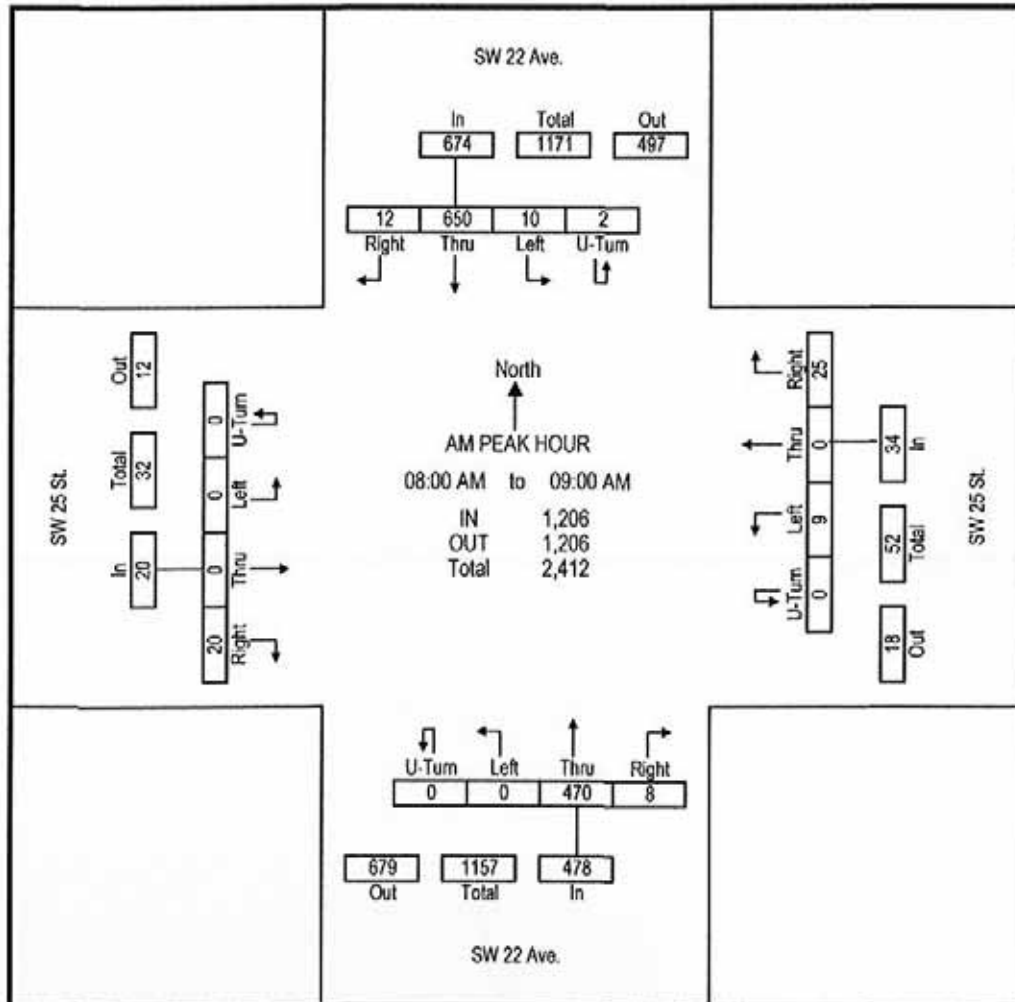 SW 22 Ave.
In Total Out
674 1171 497
12 650 10 2
Right Thru Left U-Turn
Out Total In
12 32 20
SW 25 St.
0 0 0 20
U-Turn Left Thru Right
North
AM PEAK HOUR
08:00 AM to 09:00 AM
IN 1,206
OUT 1,206
Total 2,412
Right Thru Left U-Turn
25 0 9 0
34 52 18
In Total Out
SW 25 St.
U-Turn Left Thru Right
0 0 470 8
679 1157 478
Out Total In
SW 22 Ave.